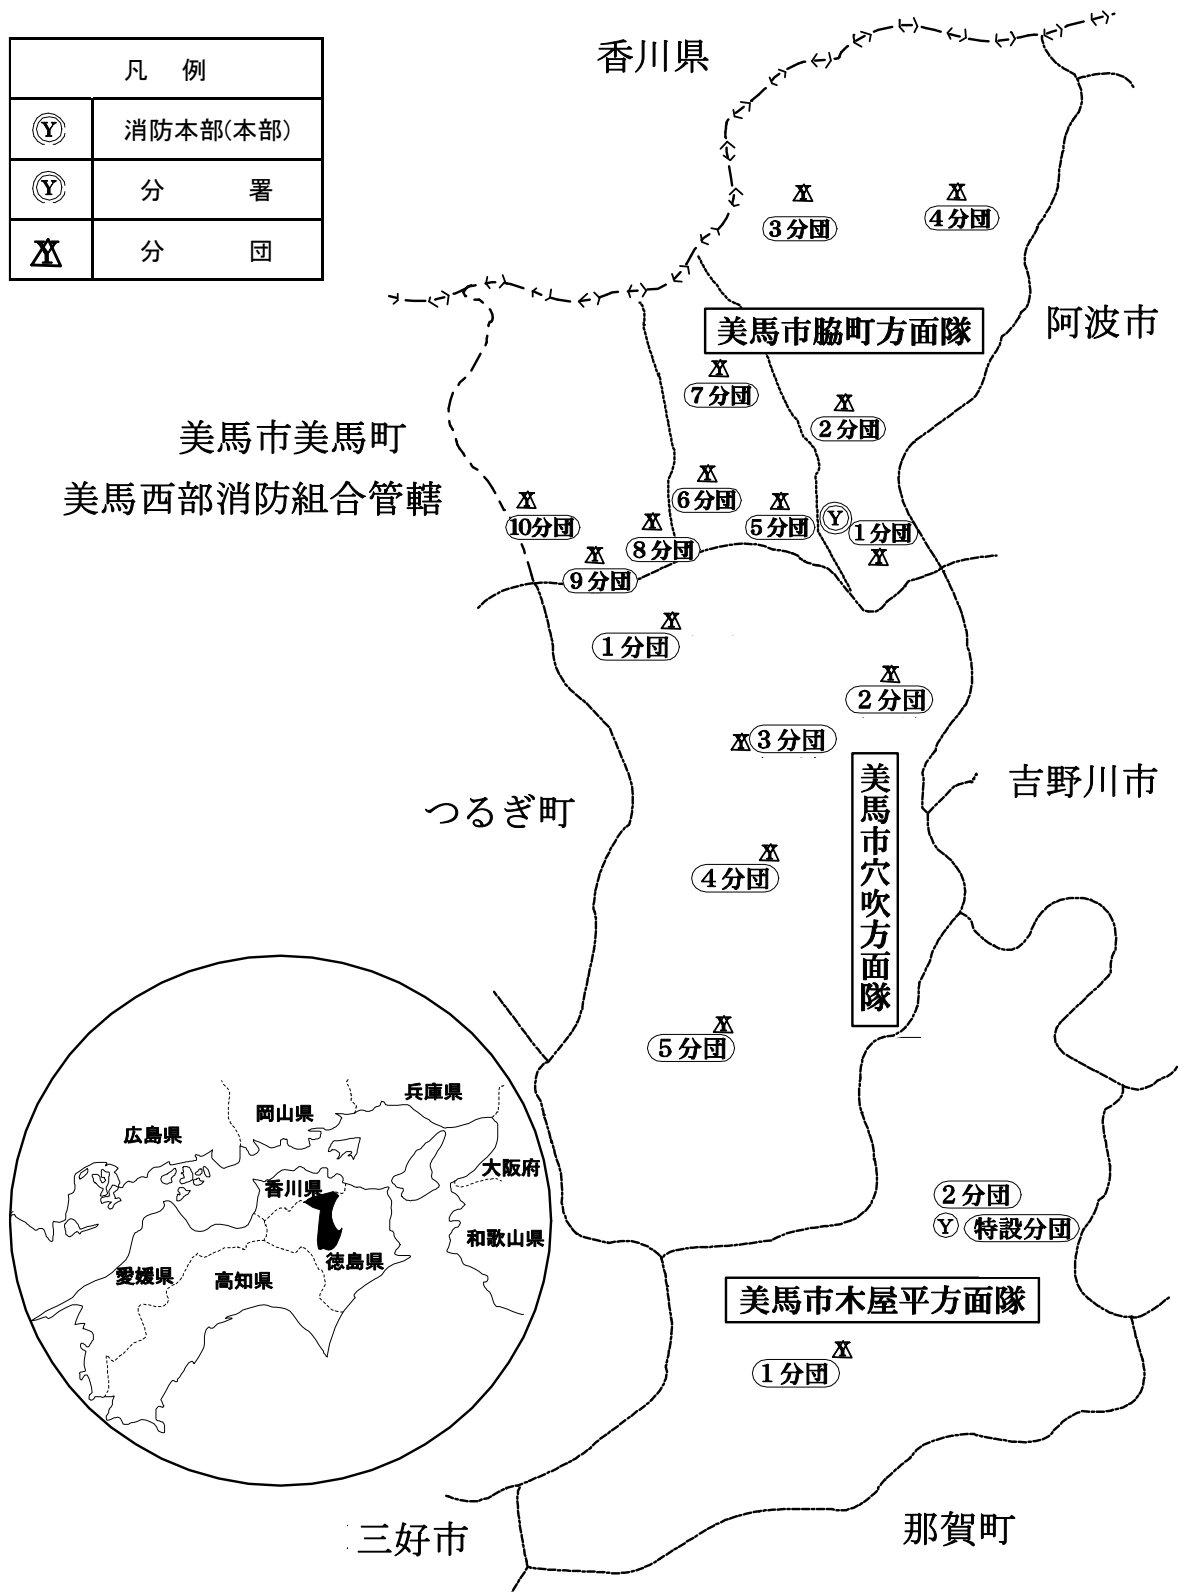 凡 例
Y 消防本部(本部)
Y 分 署
Y 分 団
香川県
3分団
4分団
美馬市脇町方面隊
阿波市
7分団
2分団
美馬市美馬町
美馬西部消防組合管轄
6分団
10分団
5分団
Y
1分団
8分団
9分団
1分団
2分団
3分団
美馬市穴吹方面隊
吉野川市
つるぎ町
4分団
5分団
兵庫県
岡山県
広島県
大阪府
香川県
和歌山県
徳島県
愛媛県
高知県
2分団
Y 特設分団
美馬市木屋平方面隊
1分団
三好市
那賀町